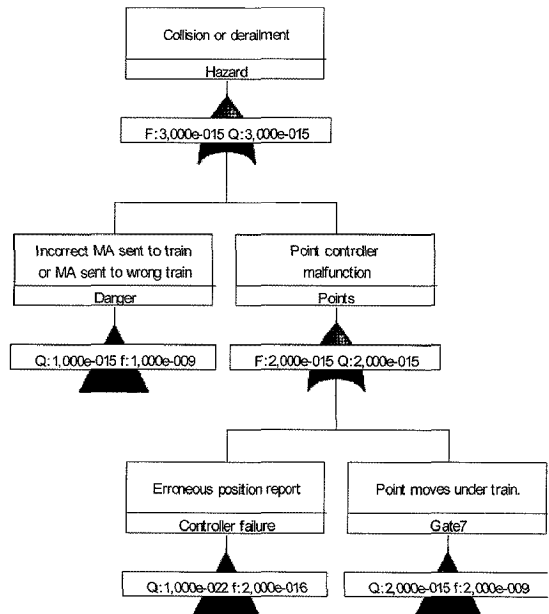 Collision or derailment
Hazard
F:3,000e-015 Q:3,000e-015
Incorrect MA sent to train
or MA sent to wrong train
Danger
Point controller
malfunction
Points
Q:1,000e-015 f:1,000e-009
F:2,000e-015 Q:2,000e-015
Erroneous position report
Controller failure
Point moves under train.
Gate7
Q:1,000e-022 f:2,000e-016
Q:2,000e-015 f:2,000e-009